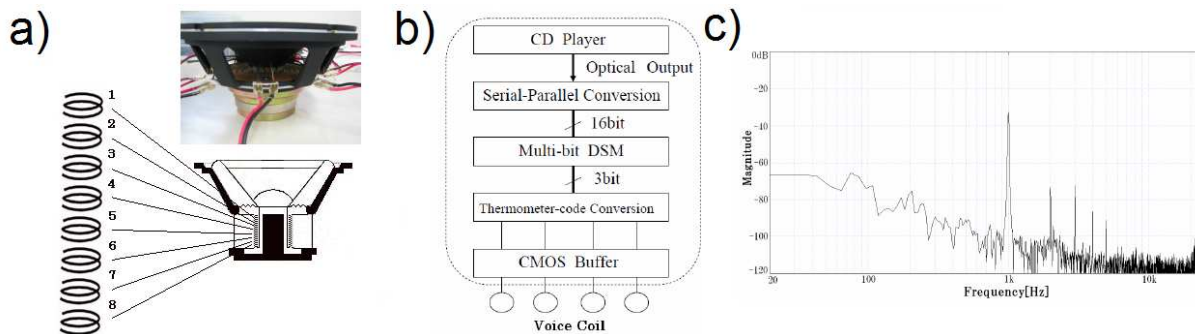 a)
1
2
3
4
5
6
7
8
b)
CD Player
Optical Output
Serial-Parallel Conversion
16bit
Multi-bit DSM
3bit
Thermometer-code Conversion
CMOS Buffer
Voice Coil
c)
0dB
-20
-40
-60
-80
-100
-120
Magnitude
20
100
1k
10k
Frequency[Hz]